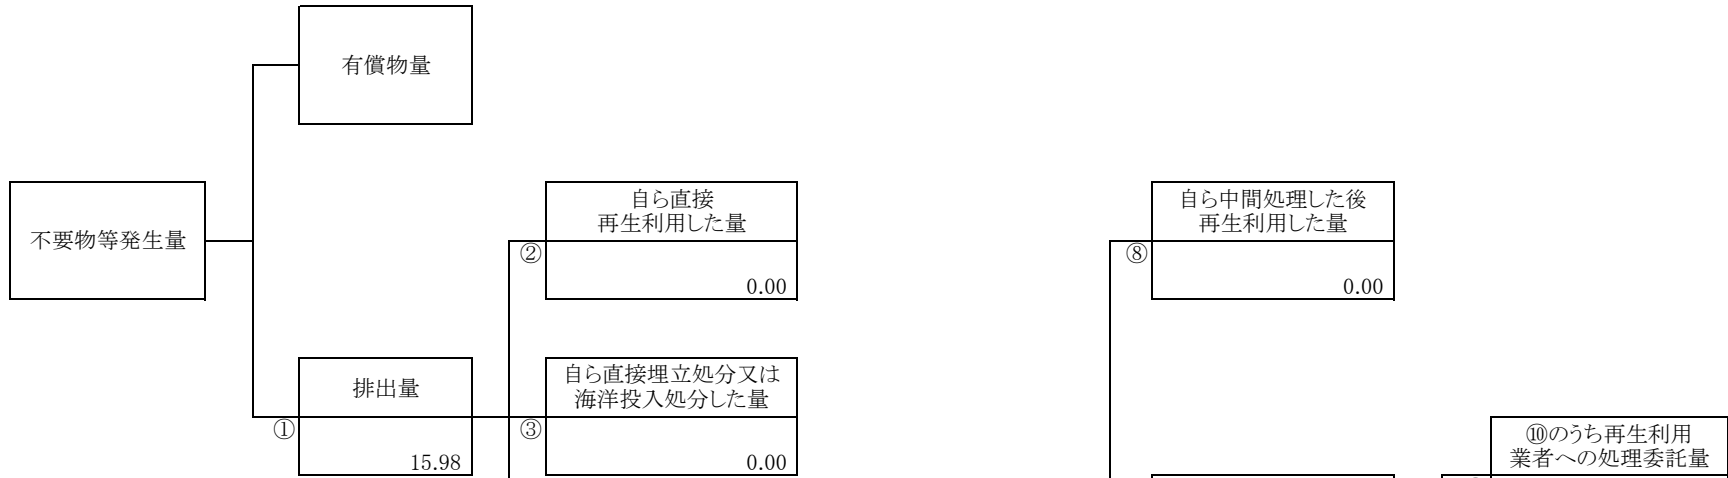 有償物量
不要物等発生量
自ら直接
再生利用した量
②
0.00
自ら中間処理した後
再生利用した量
⑧
0.00
排出量
①
15.98
自ら直接埋立処分又は
海洋投入処分した量
③
0.00
⑩のうち再生利用
業者への処理委託量